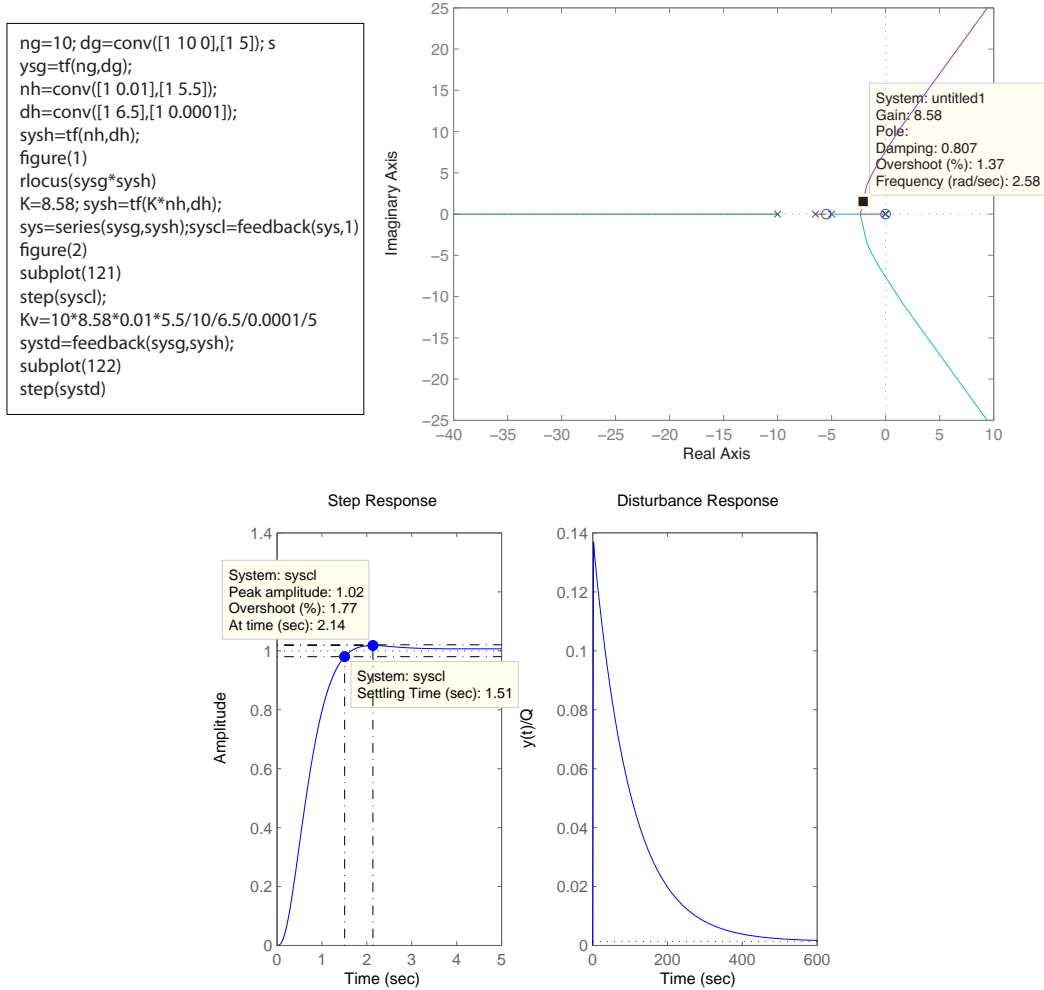 ng=10; dg=conv([1 10 0],[1 5]); s
ysg=tf(ng,dg);
nh=conv([1 0.01],[1 5.5]);
dh=conv([1 6.5],[1 0.0001]);
sysh=tf(nh,dh);
figure(1)
rlocus(sysg*sysh)
K=8.58; sysh=tf(K*nh,dh);
sys=series(sysg,sysh);syscl=feedback(sys,1)
figure(2)
subplot(121)
step(syscl);
Kv=10*8.58*0.01*5.5/10/6.5/0.0001/5
systd=feedback(sysg,sysh);
subplot(122)
step(systd)
25
20
15
10
5
0
−5
−10
−15
−20
−25
Imaginary Axis
System: untitled1
Gain: 8.58
Pole:
Damping: 0.807
Overshoot (%): 1.37
Frequency (rad/sec): 2.58
−40 −35 −30 −25 −20 −15 −10 −5 0 5 10
Real Axis
Step Response
1.4
1
0.8
0.6
0.4
0.2
0
Amplitude
System: syscl
Peak amplitude: 1.02
Overshoot (%): 1.77
At time (sec): 2.14
System: syscl
Settling Time (sec): 1.51
0 1 2 3 4 5
Time (sec)
Disturbance Response
0.14
0.12
0.1
0.08
0.06
0.04
0.02
0
y(t)/Q
0 200 400 600
Time (sec)